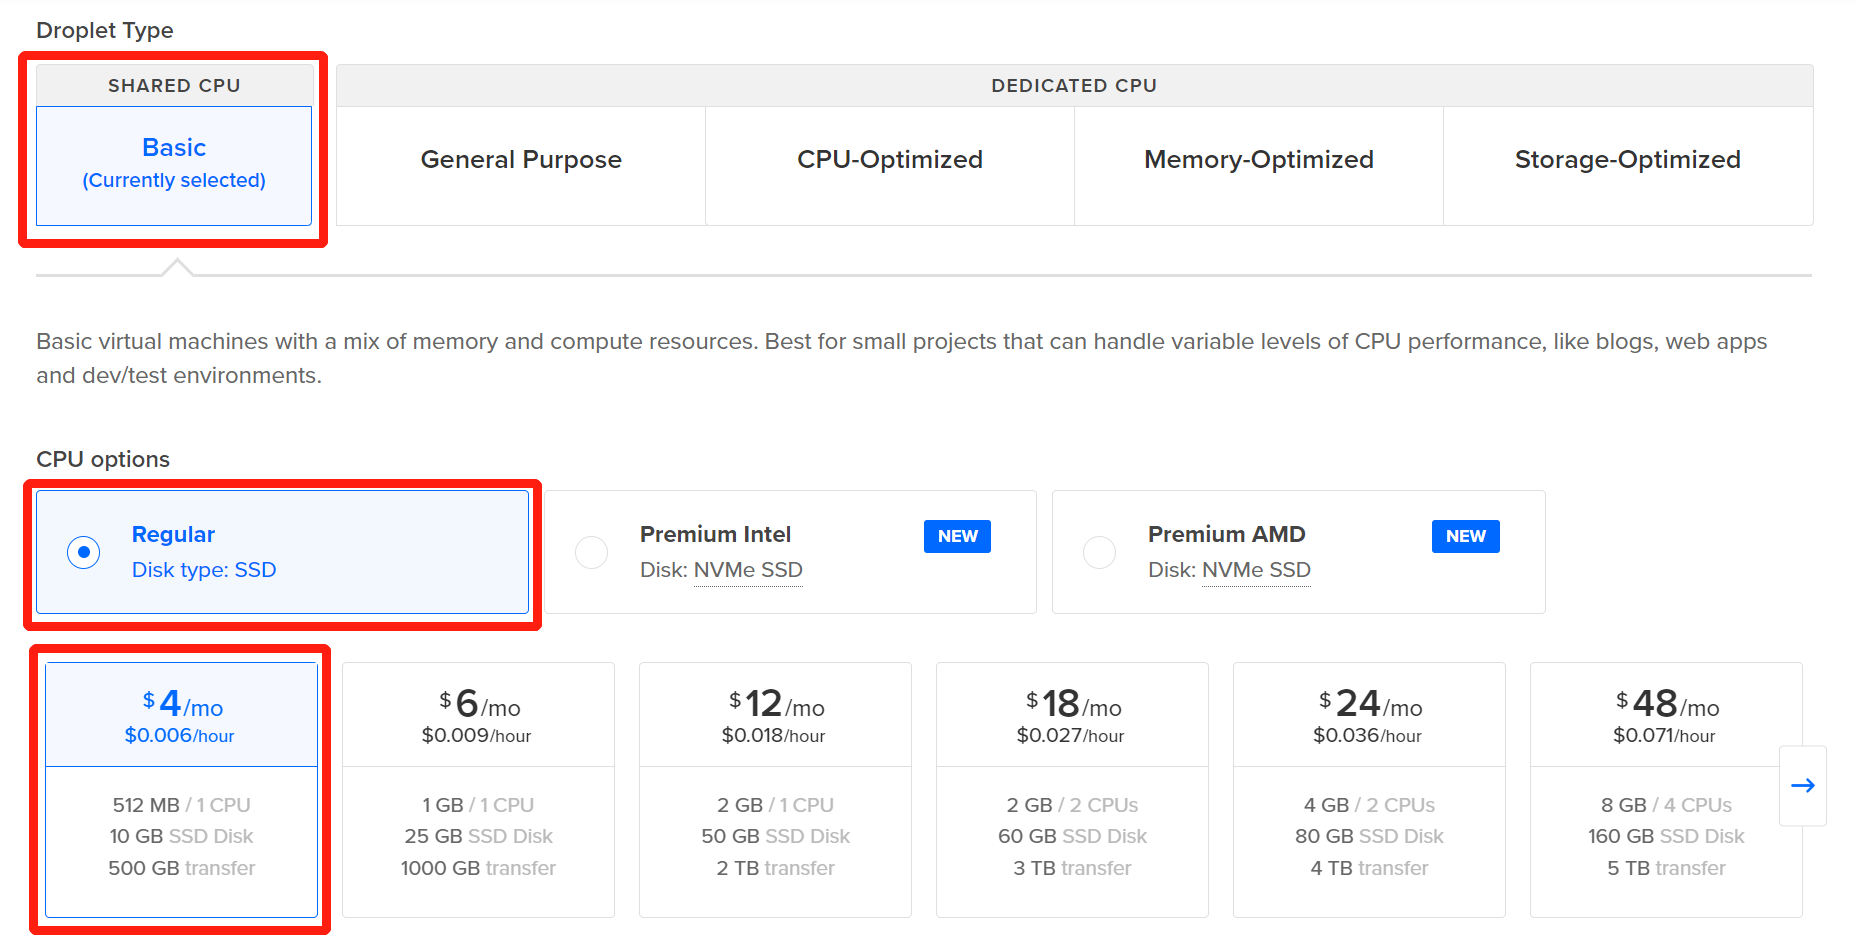 Droplet Type
SHARED CPU
DEDICATED CPU
Basic
(Currently selected)
General Purpose
CPU-Optimized
Memory-Optimized
Storage-Optimized
Basic virtual machines with a mix of memory and compute resources. Best for small projects that can handle variable levels of CPU performance, like blogs, web apps
and dev/test environments.
CPU options
Regular
Disk type: SSD
Premium Intel
NEW
Disk: NVMe SSD
Premium AMD
NEW
Disk: NVMe SSD
$4/mo
$0.006/hour
512 MB / 1 CPU
10 GB SSD Disk
500 GB transfer
$6/mo
$0.009/hour
1 GB / 1 CPU
25 GB SSD Disk
1000 GB transfer
$12/mo
$0.018/hour
2 GB / 1 CPU
50 GB SSD Disk
2 TB transfer
$18/mo
$0.027/hour
2 GB / 2 CPUs
60 GB SSD Disk
3 TB transfer
$24/mo
$0.036/hour
4 GB / 2 CPUs
80 GB SSD Disk
4 TB transfer
$48/mo
$0.071/hour
8 GB / 4 CPUs
160 GB SSD Disk
5 TB transfer